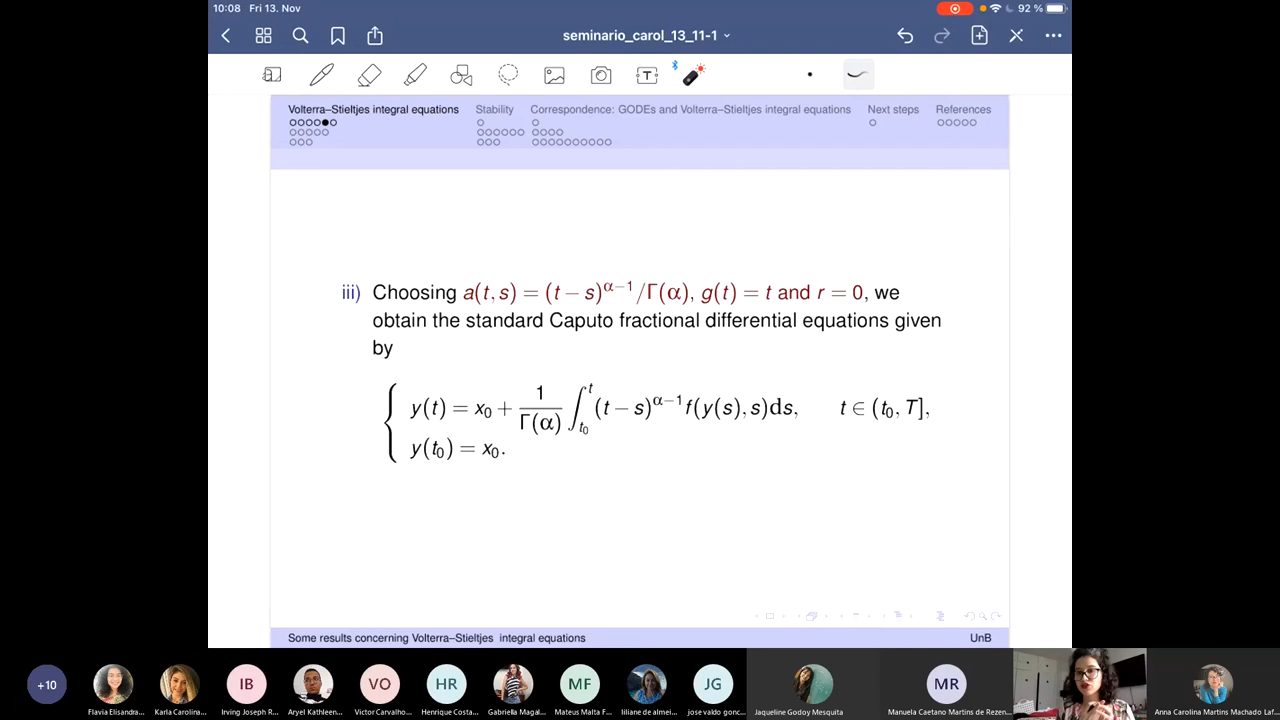 10:08 Fri 13. Nov
92 %
seminario_carol_13_11-1
T
Volterra–Stieltjes integral equations
Stability
Correspondence: GODEs and Volterra–Stieltjes integral equations
Next steps
References
iii) Choosing a(t, s) = (t − s)^{α−1}/Γ(α), g(t) = t and r = 0, we
obtain the standard Caputo fractional differential equations given
by
y(t) = x₀ + 1/Γ(α) ∫_{t₀}^{t} (t − s)^{α−1} f(y(s), s)ds, t ∈ (t₀, T],
y(t₀) = x₀.
Some results concerning Volterra–Stieltjes integral equations
UnB
+10
IB
VO
HR
MF
JG
MR
Flavia Elisandra...
Karla Carolina...
Irving Joseph R...
Aryel Kathleen...
Victor Carvalho...
Henrique Costa...
Gabriella Magal...
Mateus Malta F...
liliane de almei...
jose valdo gonc...
Jaqueline Godoy Mesquita
Manuela Caetano Martins de Rezen...
Anna Carolina Martins Machado Laf...